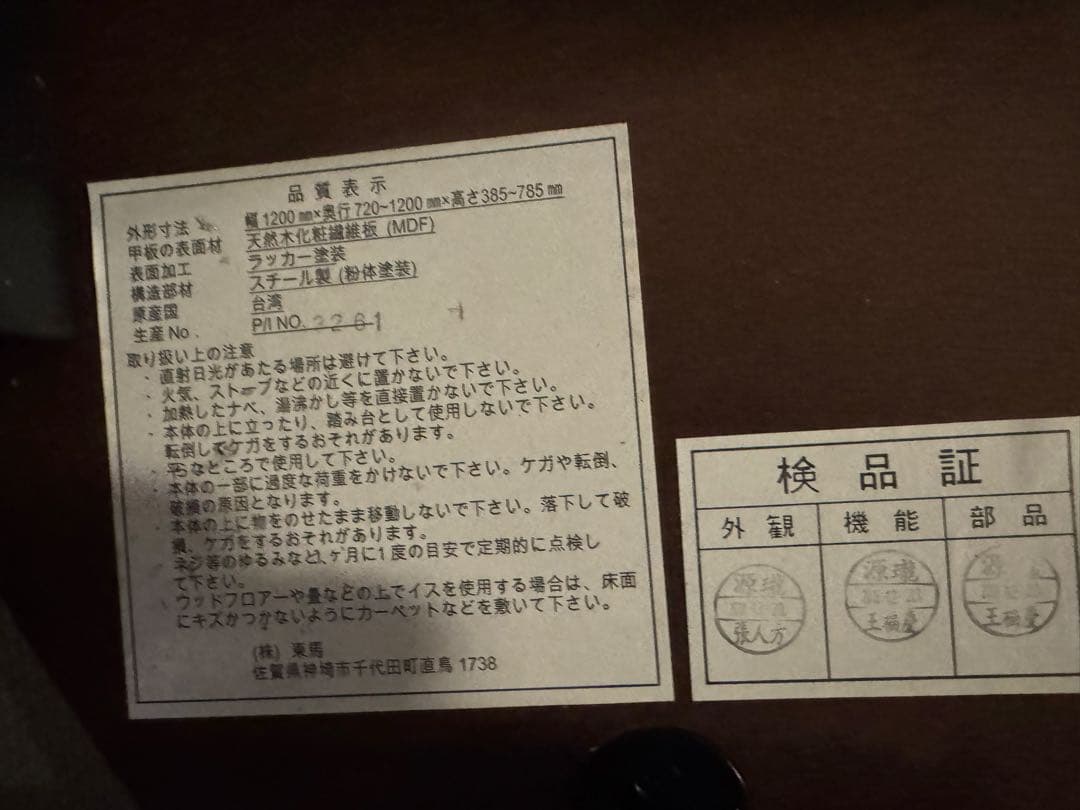 品質表示
外形寸法 幅1200㎜×奥行720~1200㎜×高さ385~785㎜
甲板の表面材 天然木化粧繊維板 (MDF)
表面加工 ラッカー塗装
構造部材 スチール製 (粉体塗装)
原産国 台湾
生産No. P/I NO. 3261
取り扱い上の注意
・直射日光があたる場所は避けて下さい。
・火気、ストーブなどの近くに置かないで下さい。
・加熱したナベ、湯沸かし等を直接置かないで下さい。
・本体の上に立ったり、踏み台として使用しないで下さい。
転倒してケガをするおそれがあります。
・平らなところで使用して下さい。
・本体の一部に過度な荷重をかけないで下さい。ケガや転倒、
破損の原因となります。
・本体の上に物をのせたまま移動しないで下さい。落下して破
損、ケガをするおそれがあります。
ネジ等のゆるみなど、1ヶ月に1度の目安で定期的に点検し
て下さい。
ウッドフロアーや畳などの上でイスを使用する場合は、床面
にキズがつかないようにカーペットなどを敷いて下さい。
(株) 東馬
佐賀県神埼市千代田町直鳥 1738
検品証
外観 機能 部品
源瓏 源瓏
張人方 王福慶 王福慶